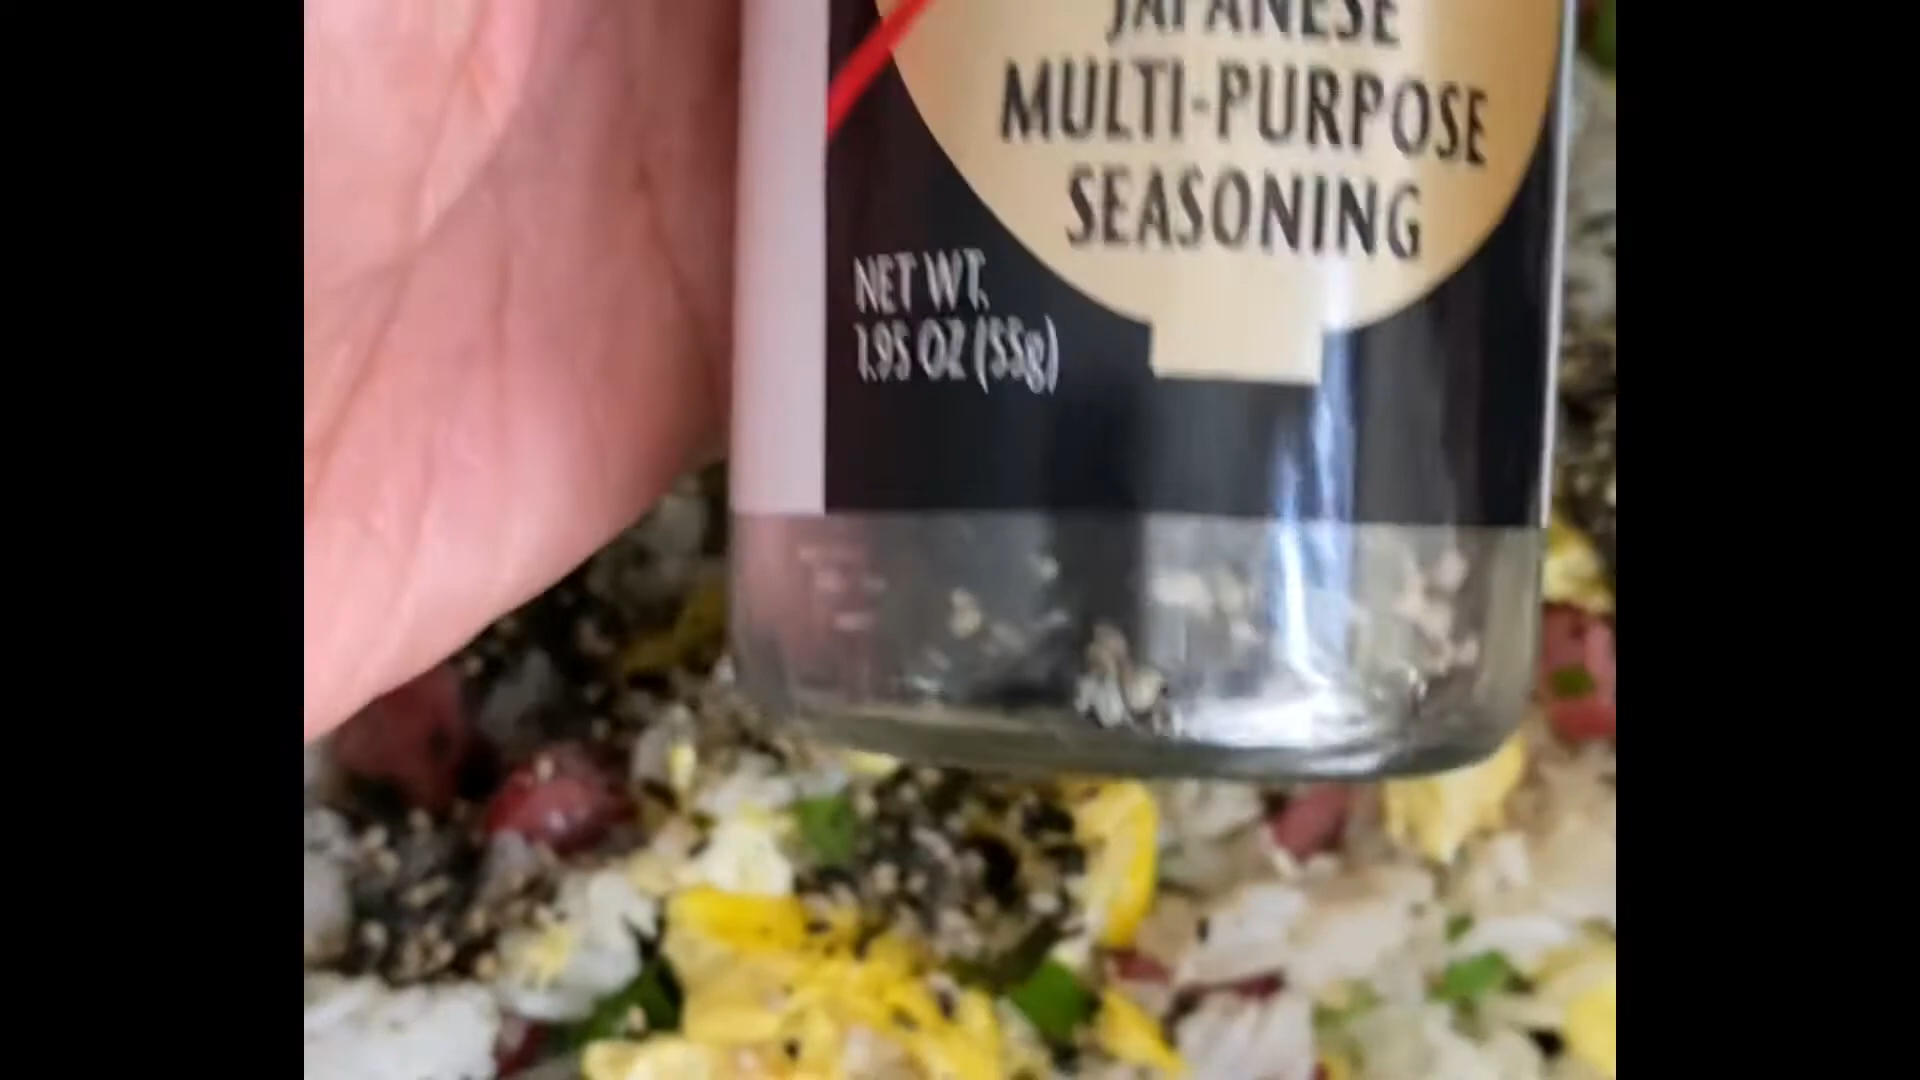 JAPANESE
MULTI-PURPOSE
SEASONING
NET WT.
1.95 OZ (55g)